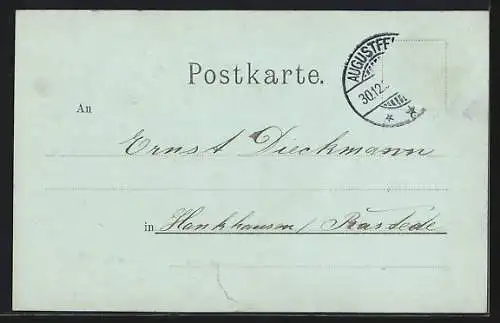 AUGUSTFE
30.12.
Postkarte.
An
Ernst Dieckmann
in Hankhausen / Rastede